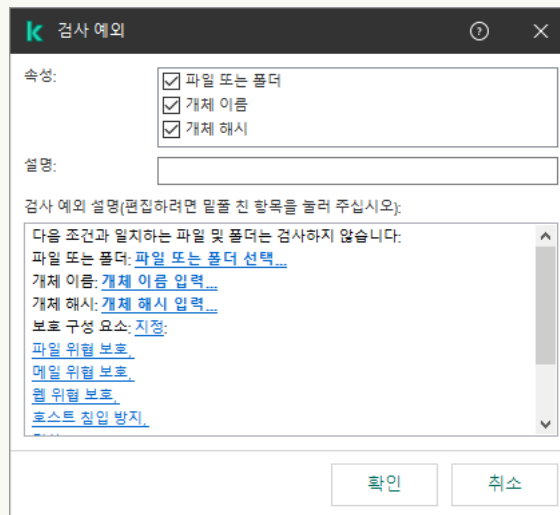 검사 예외
속성:
파일 또는 폴더
개체 이름
개체 해시
설명:
검사 예외 설명(편집하려면 밑줄 친 항목을 눌러 주십시오):
다음 조건과 일치하는 파일 및 폴더는 검사하지 않습니다:
파일 또는 폴더: 파일 또는 폴더 선택...
개체 이름: 개체 이름 입력...
개체 해시: 개체 해시 입력...
보호 구성 요소: 지정:
파일 위협 보호,
메일 위협 보호,
웹 위협 보호,
호스트 침입 방지,
확인 취소